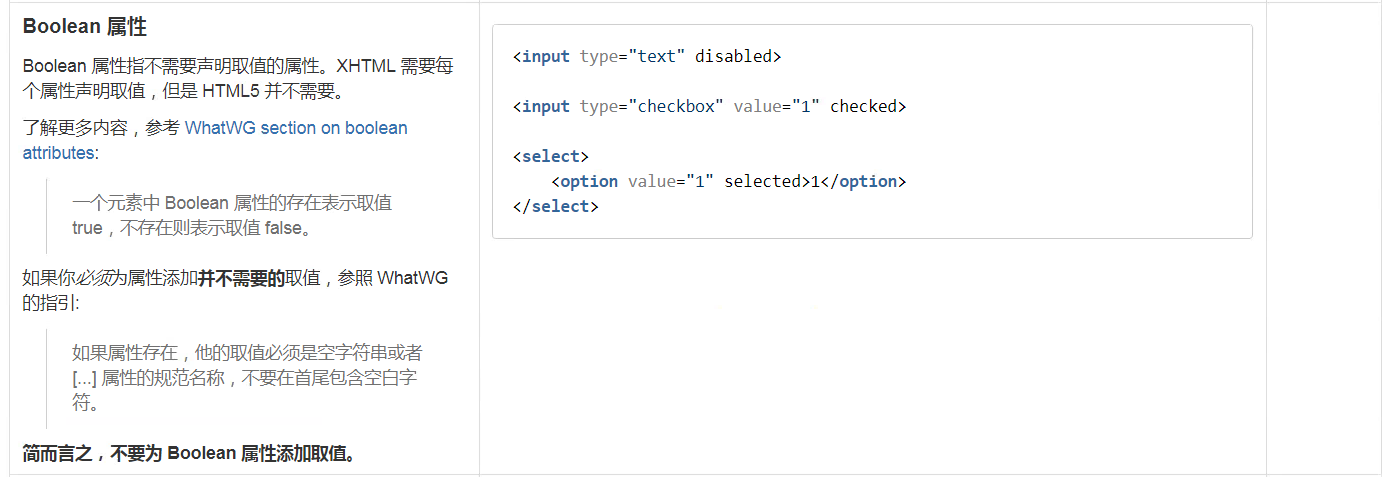 Boolean 属性
Boolean 属性指不需要声明取值的属性。XHTML 需要每
个属性声明取值，但是 HTML5 并不需要。
了解更多内容，参考 WhatWG section on boolean
attributes:
一个元素中 Boolean 属性的存在表示取值
true，不存在则表示取值 false。
如果你必须为属性添加并不需要的取值，参照 WhatWG
的指引:
如果属性存在，他的取值必须是空字符串或者
[...] 属性的规范名称，不要在首尾包含空白字
符。
简而言之，不要为 Boolean 属性添加取值。
<input type="text" disabled>
<input type="checkbox" value="1" checked>
<select>
    <option value="1" selected>1</option>
</select>